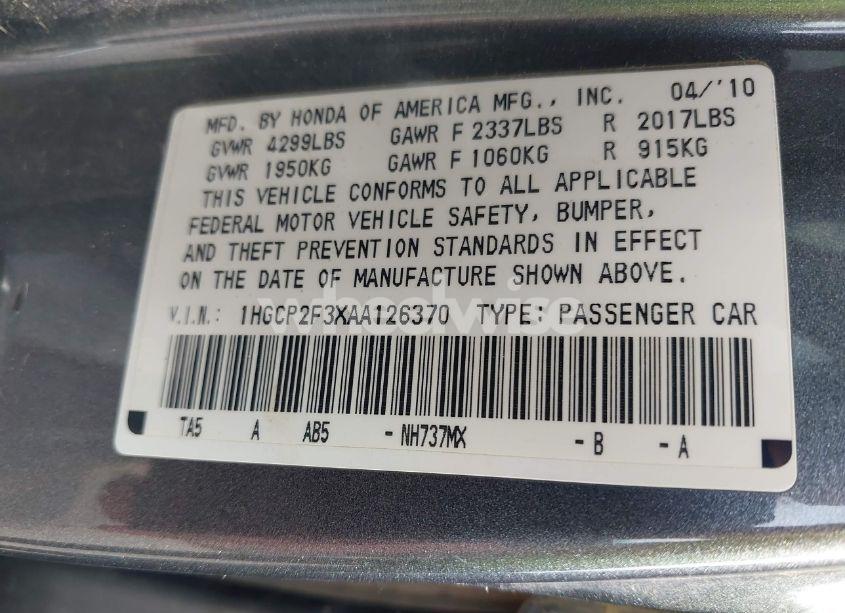 MFD. BY HONDA OF AMERICA MFG., INC. 04/'10
GVWR 4299LBS GAWR F 2337LBS R 2017LBS
GVWR 1950KG GAWR F 1060KG R 915KG
THIS VEHICLE CONFORMS TO ALL APPLICABLE
FEDERAL MOTOR VEHICLE SAFETY, BUMPER,
AND THEFT PREVENTION STANDARDS IN EFFECT
ON THE DATE OF MANUFACTURE SHOWN ABOVE.
V.I.N.: 1HGCP2F3XAA126370 TYPE: PASSENGER CAR
wheelwise
TA5 A AB5 -NH737MX -B -A